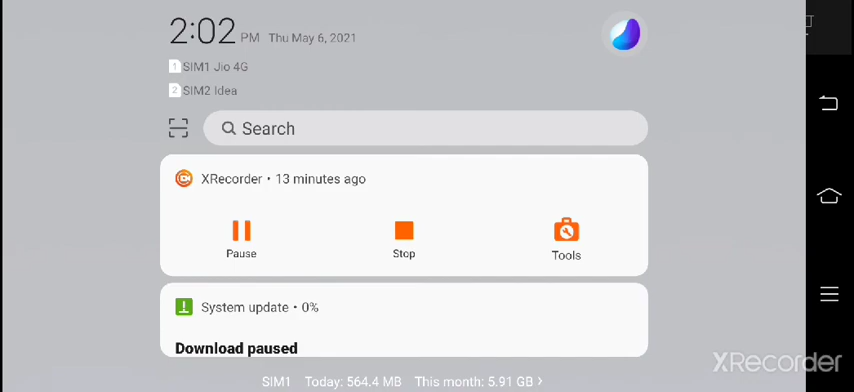 2:02 PM Thu May 6, 2021
1 SIM1 Jio 4G
2 SIM2 Idea
Search
XRecorder • 13 minutes ago
Pause Stop Tools
System update • 0%
Download paused
SIM1 Today: 564.4 MB This month: 5.91 GB >
XRecorder